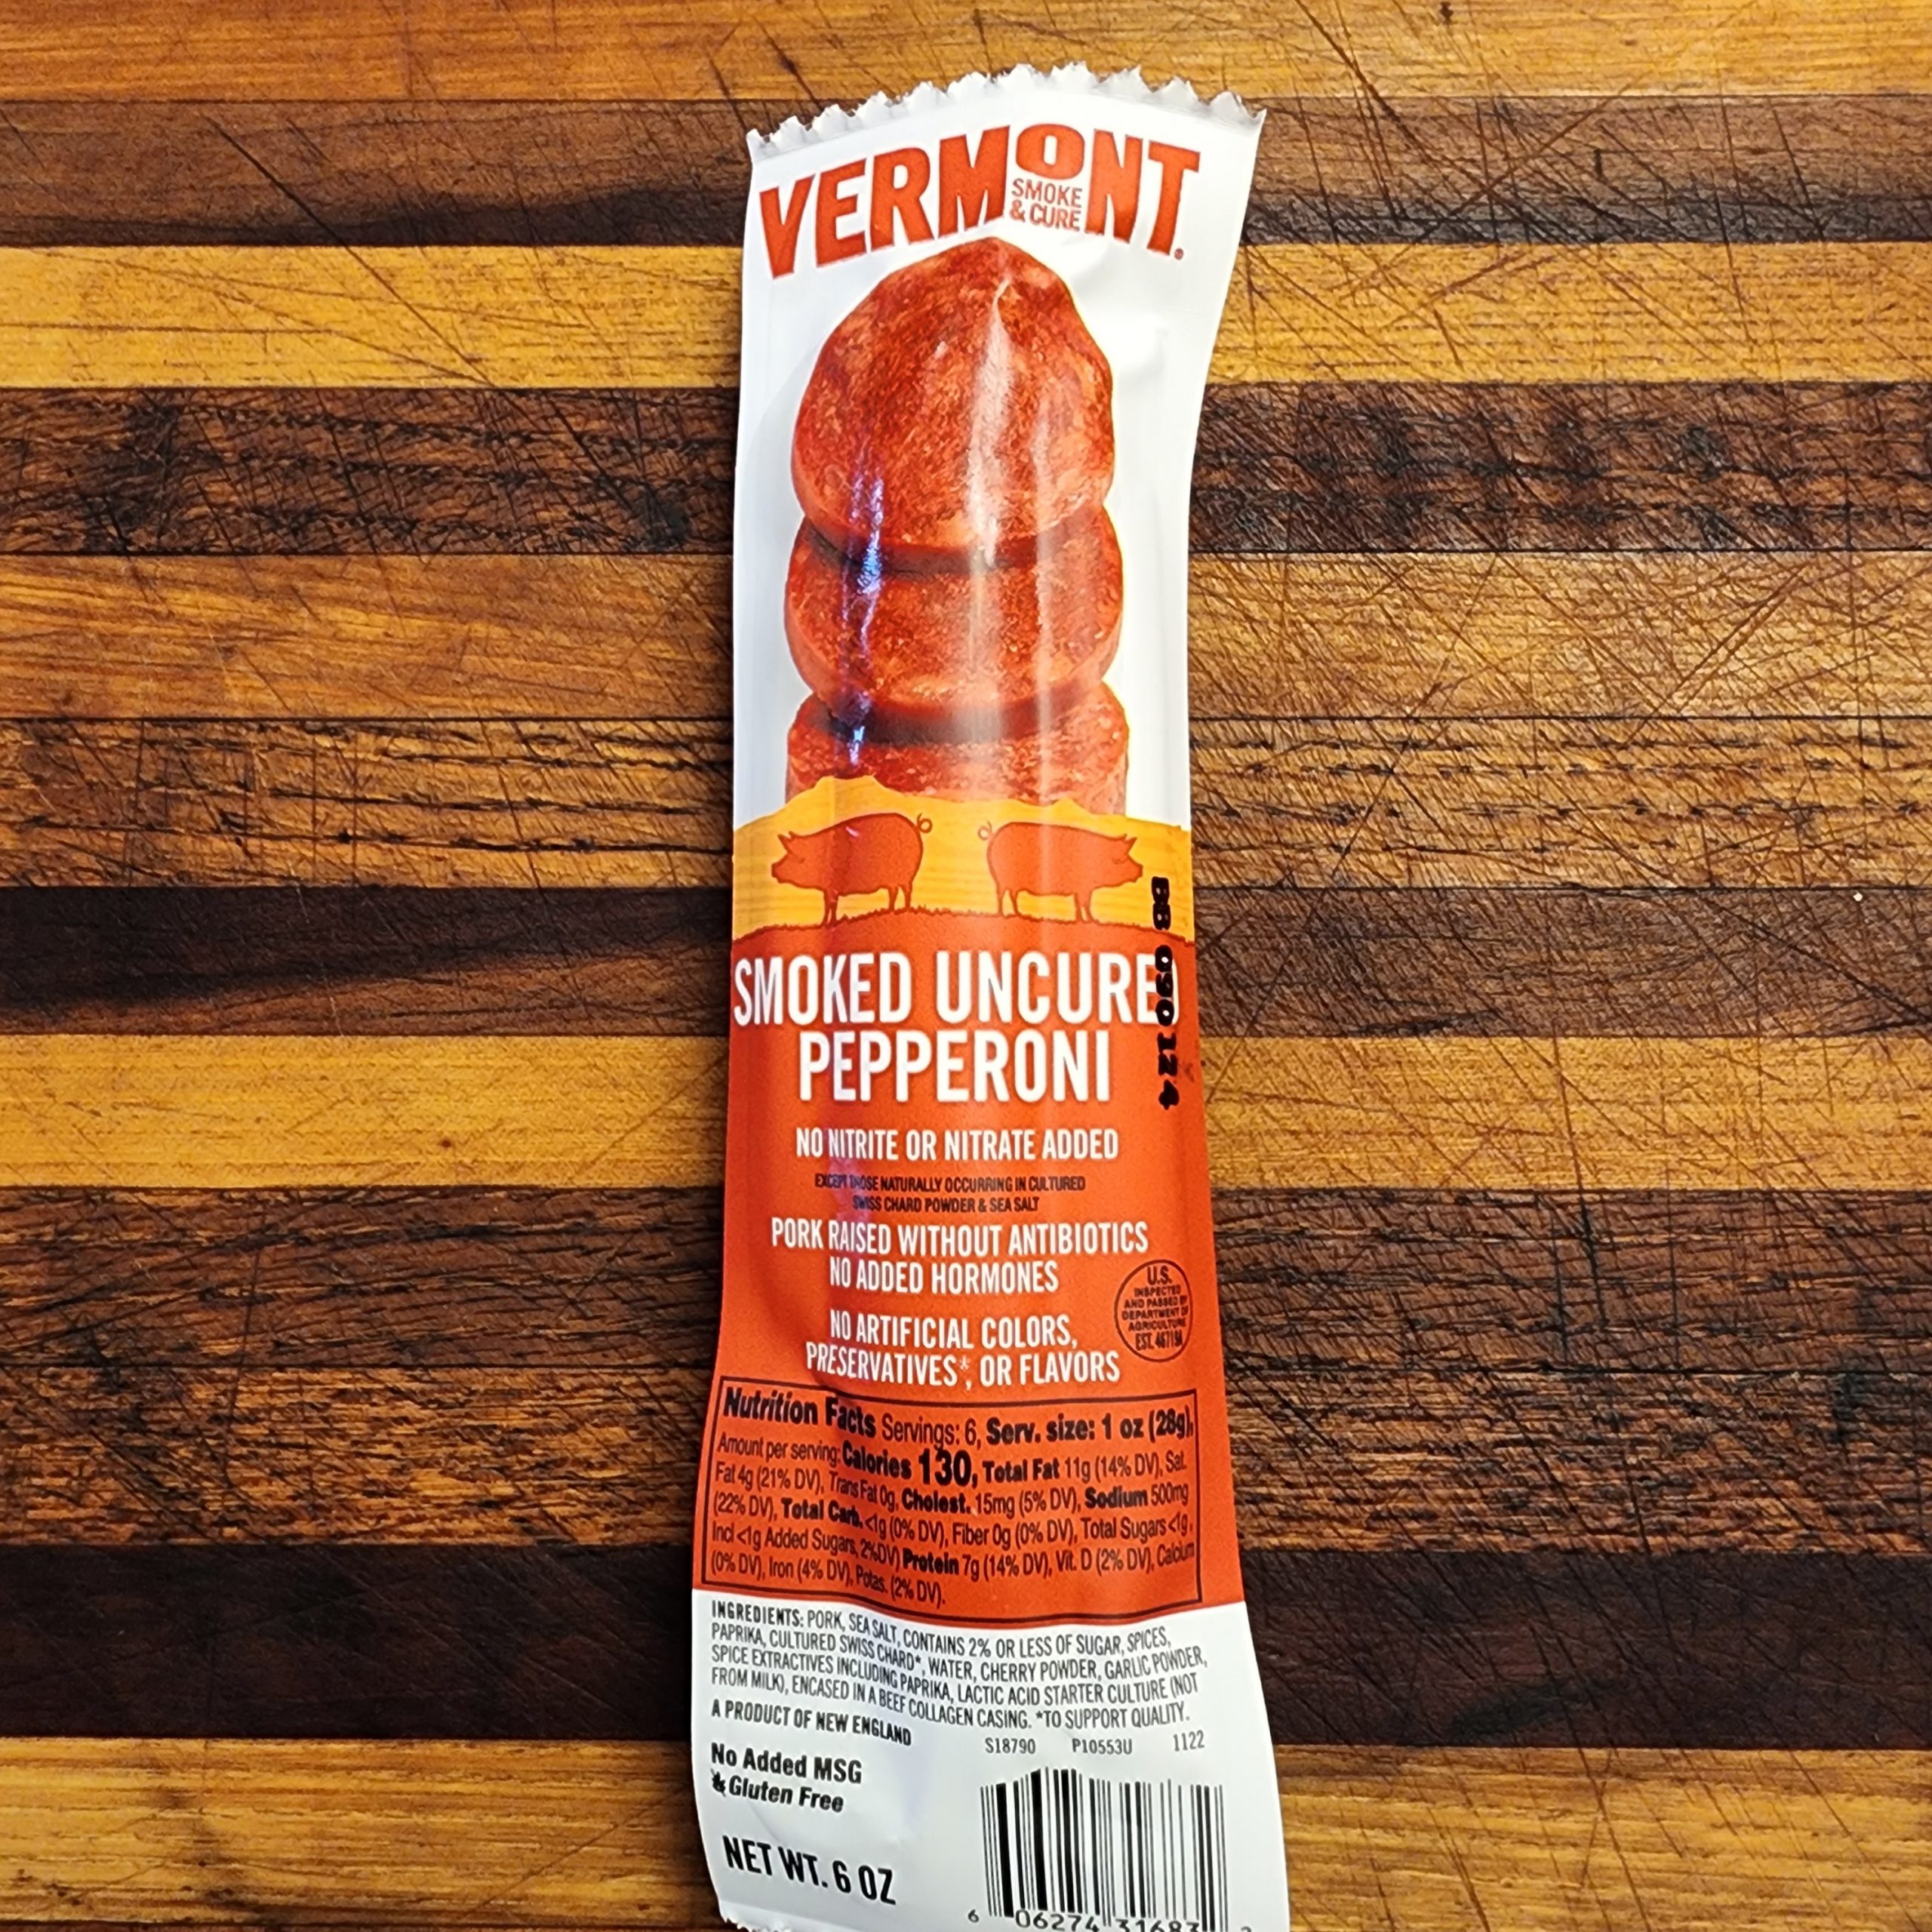 VERMONT
SMOKE
& CURE
BB 090124
SMOKED UNCURED
PEPPERONI
NO NITRITE OR NITRATE ADDED
EXCEPT THOSE NATURALLY OCCURRING IN CULTURED
SWISS CHARD POWDER & SEA SALT
PORK RAISED WITHOUT ANTIBIOTICS
NO ADDED HORMONES
NO ARTIFICIAL COLORS,
PRESERVATIVES*, OR FLAVORS
U.S.
INSPECTED
AND PASSED BY
DEPARTMENT OF
AGRICULTURE
EST.
Nutrition Facts Servings: 6, Serv. size: 1 oz (28g),
Amount per serving: Calories 130, Total Fat 11g (14% DV), Sat.
Fat 4g (21% DV), Trans Fat 0g, Cholest. 15mg (5% DV), Sodium 500mg
(22% DV), Total Carb. <1g (0% DV), Fiber 0g (0% DV), Total Sugars <1g,
Incl <1g Added Sugars, 2%DV) Protein 7g (14% DV), Vit. D (2% DV), Calcium
(0% DV), Iron (4% DV), Potas. (2% DV).
INGREDIENTS: PORK, SEA SALT, CONTAINS 2% OR LESS OF SUGAR, SPICES,
PAPRIKA, CULTURED SWISS CHARD*, WATER, CHERRY POWDER, GARLIC POWDER,
SPICE EXTRACTIVES INCLUDING PAPRIKA, LACTIC ACID STARTER CULTURE (NOT
FROM MILK), ENCASED IN A BEEF COLLAGEN CASING. *TO SUPPORT QUALITY.
A PRODUCT OF NEW ENGLAND
S18790 P10553U 1122
No Added MSG
& Gluten Free
NET WT. 6 OZ
6 06274 31683